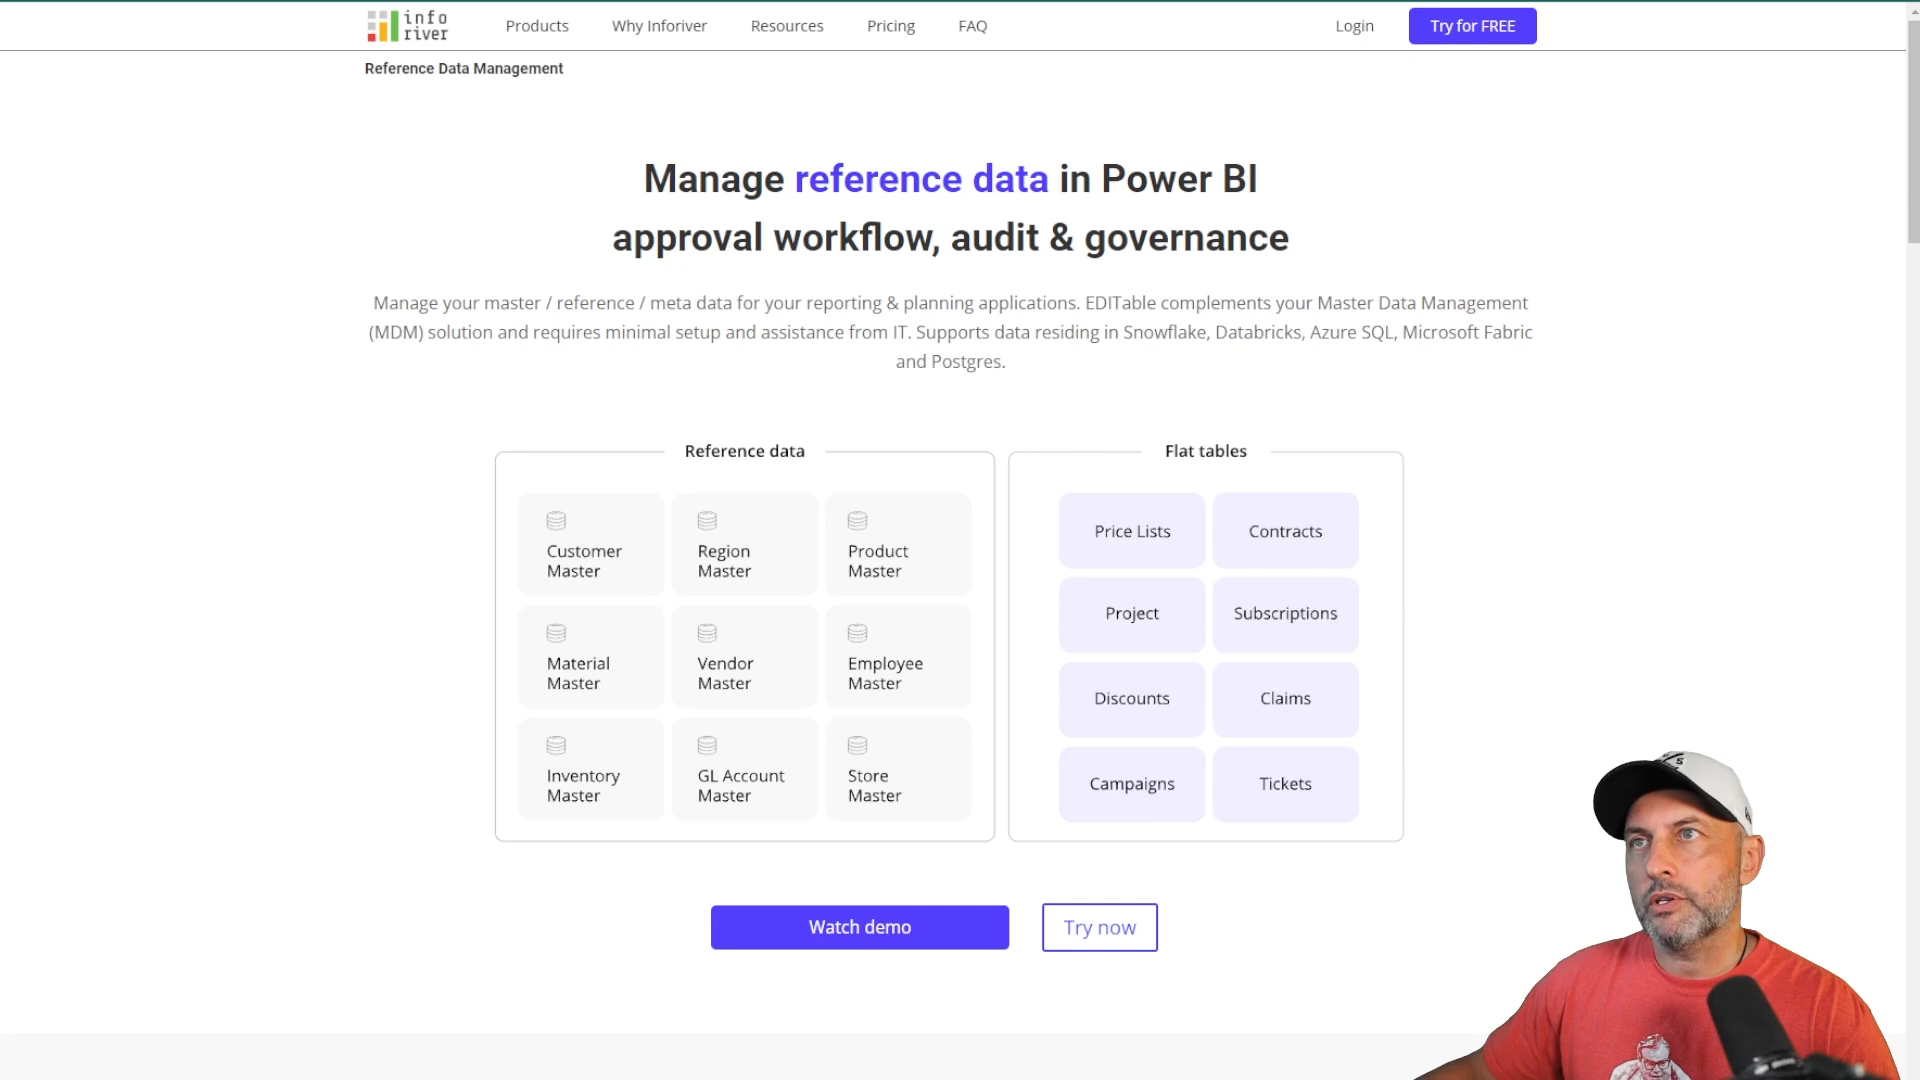 info
river
Products
Why Inforiver
Resources
Pricing
FAQ
Login
Try for FREE
Reference Data Management
Manage reference data in Power BI
approval workflow, audit & governance
Manage your master / reference / meta data for your reporting & planning applications. EDITable complements your Master Data Management
(MDM) solution and requires minimal setup and assistance from IT. Supports data residing in Snowflake, Databricks, Azure SQL, Microsoft Fabric
and Postgres.
Reference data
Customer
Master
Region
Master
Product
Master
Material
Master
Vendor
Master
Employee
Master
Inventory
Master
GL Account
Master
Store
Master
Flat tables
Price Lists
Contracts
Project
Subscriptions
Discounts
Claims
Campaigns
Tickets
Watch demo
Try now